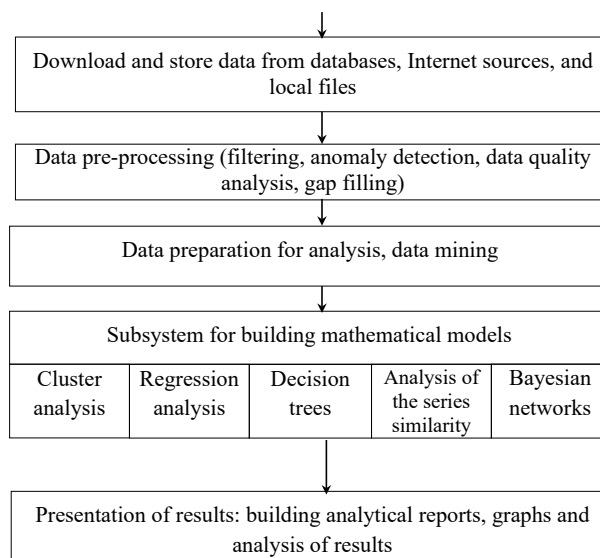 Download and store data from databases, Internet sources, and
local files
Data pre-processing (filtering, anomaly detection, data quality
analysis, gap filling)
Data preparation for analysis, data mining
Subsystem for building mathematical models
Cluster
analysis
Regression
analysis
Decision
trees
Analysis of
the series
similarity
Bayesian
networks
Presentation of results: building analytical reports, graphs and
analysis of results